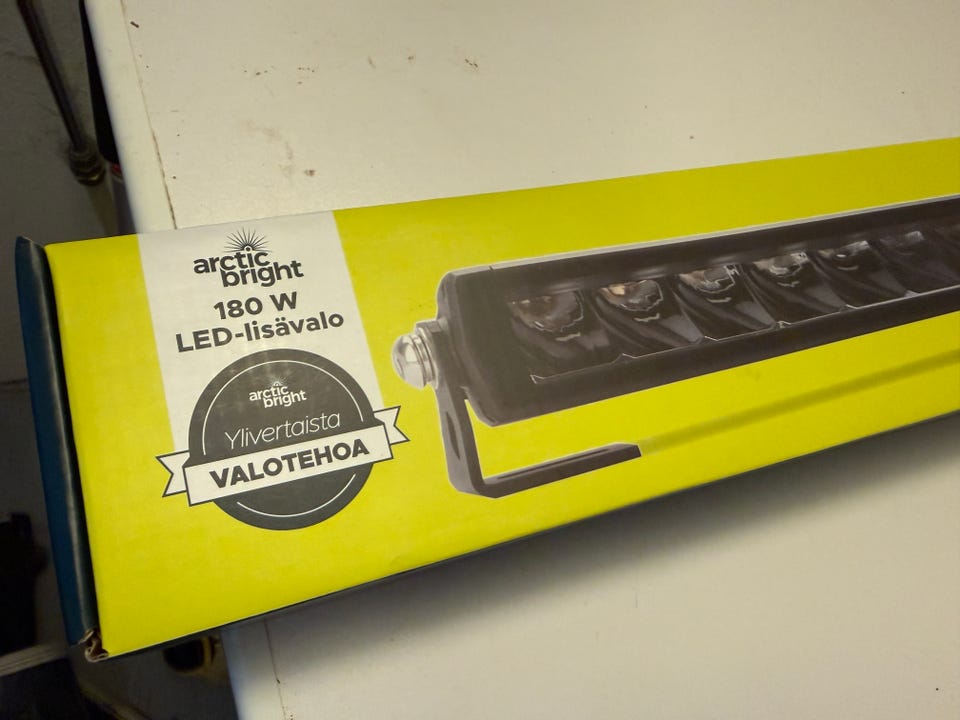 arctic
bright
180 W
LED-lisävalo
arctic
bright
Ylivertaista
VALOTEHOA